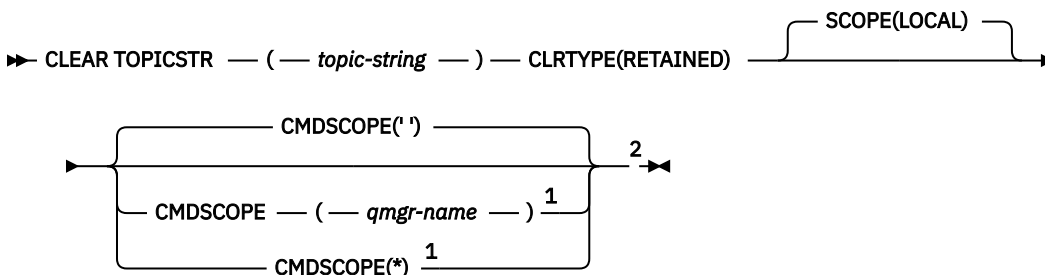 SCOPE(LOCAL)
CLEAR TOPICSTR ( topic-string ) CLRTYPE(RETAINED)
CMDSCOPE(' ')
2
CMDSCOPE ( qmgr-name ) 1
CMDSCOPE(*) 1